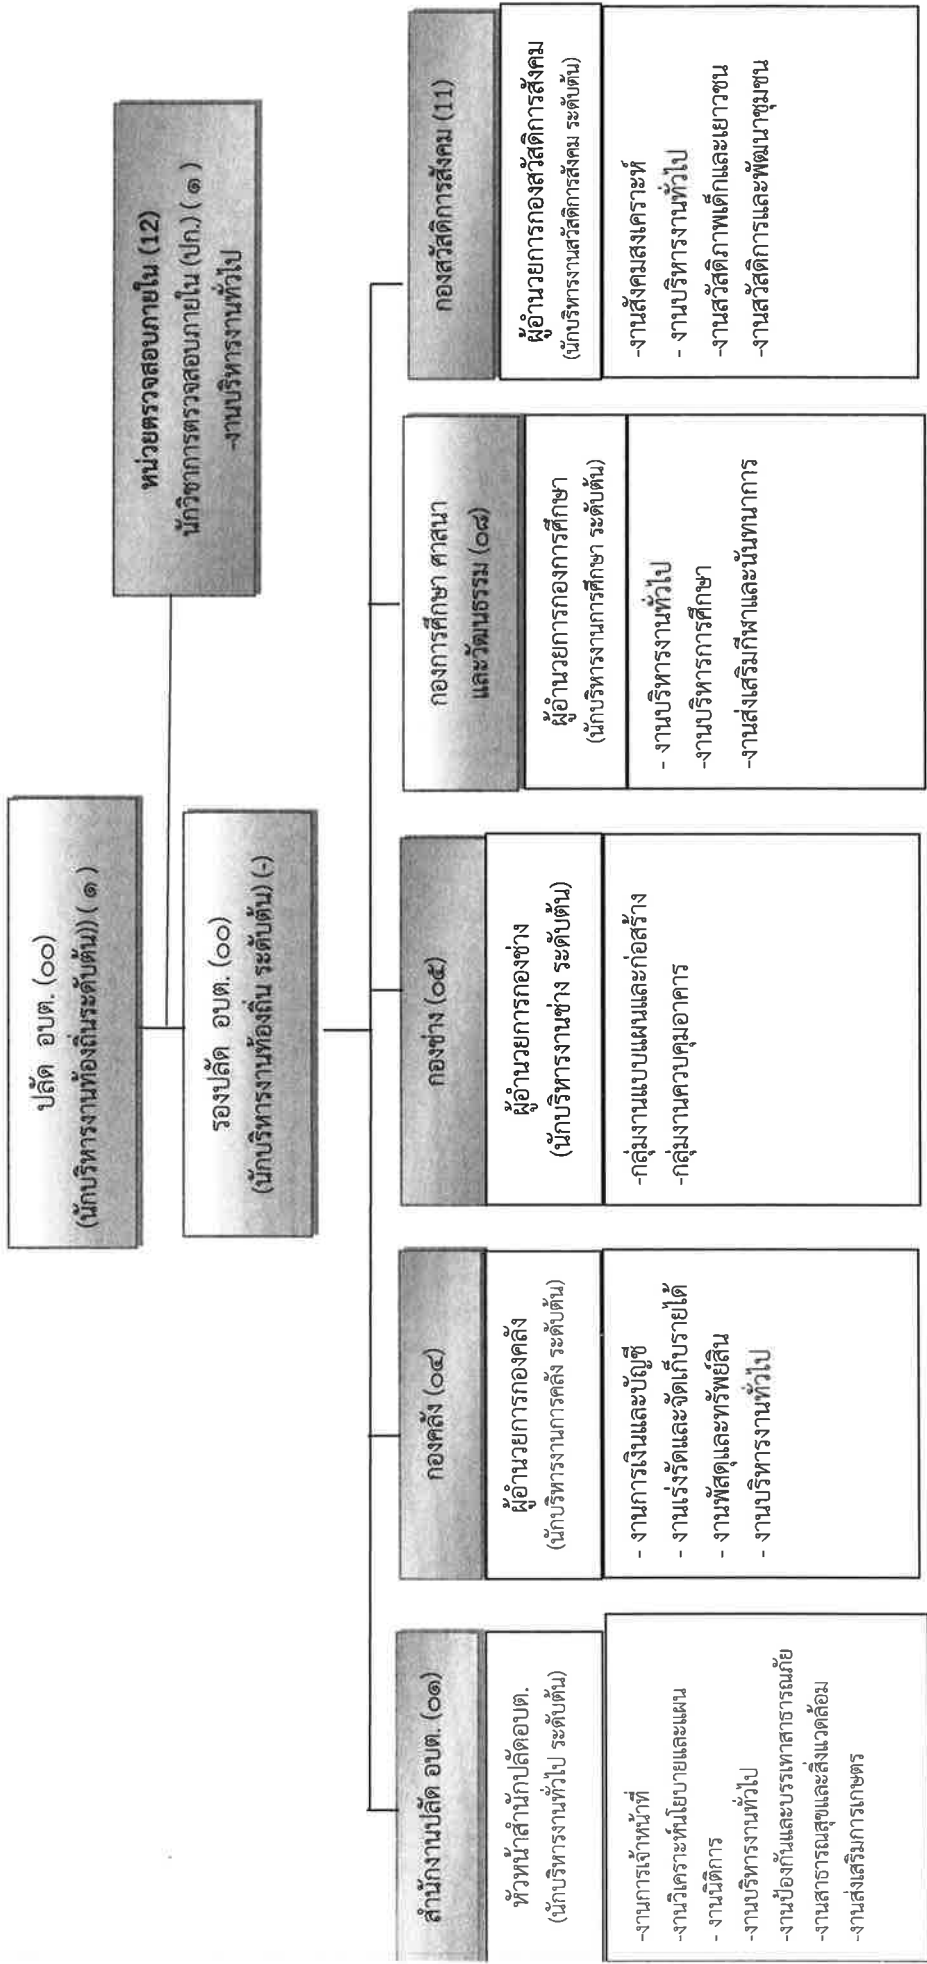 ปลัด อบต. (๐๐)
(นักบริหารงานท้องถิ่นระดับต้น)) ( ๑ )
หน่วยตรวจสอบภายใน (12)
นักวิชาการตรวจสอบภายใน (ปก.) ( ๑ )
-งานบริหารงานทั่วไป
รองปลัด อบต. (๐๐)
(นักบริหารงานท้องถิ่น ระดับต้น) (-)
สำนักงานปลัด อบต. (๐๑)
หัวหน้าสำนักปลัดอบต.
(นักบริหารงานทั่วไป ระดับต้น)
-งานการเจ้าหน้าที่
-งานวิเคราะห์นโยบายและแผน
- งานนิติการ
-งานบริหารงานทั่วไป
-งานป้องกันและบรรเทาสาธารณภัย
-งานสาธารณสุขและสิ่งแวดล้อม
-งานส่งเสริมการเกษตร
กองคลัง (๐๔)
ผู้อำนวยการกองคลัง
(นักบริหารงานการคลัง ระดับต้น)
- งานการเงินและบัญชี
- งานเร่งรัดและจัดเก็บรายได้
- งานพัสดุและทรัพย์สิน
- งานบริหารงานทั่วไป
กองช่าง (๐๕)
ผู้อำนวยการกองช่าง
(นักบริหารงานช่าง ระดับต้น)
-กลุ่มงานแบบแผนและก่อสร้าง
-กลุ่มงานควบคุมอาคาร
กองการศึกษา ศาสนา
และวัฒนธรรม (๐๘)
ผู้อำนวยการกองการศึกษา
(นักบริหารงานการศึกษา ระดับต้น)
- งานบริหารงานทั่วไป
-งานบริหารการศึกษา
-งานส่งเสริมกีฬาและนันทนาการ
กองสวัสดิการสังคม (11)
ผู้อำนวยการกองสวัสดิการสังคม
(นักบริหารงานสวัสดิการสังคม ระดับต้น)
-งานสังคมสงเคราะห์
- งานบริหารงานทั่วไป
-งานสวัสดิภาพเด็กและเยาวชน
-งานสวัสดิการและพัฒนาชุมชน